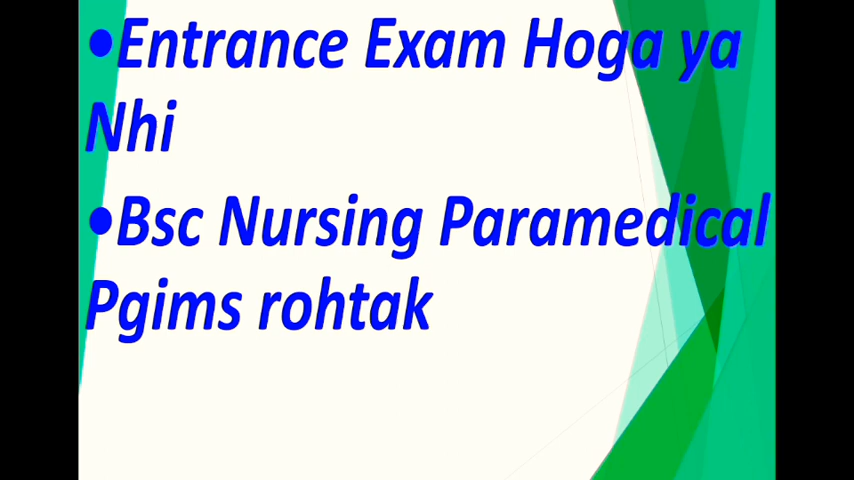 •Entrance Exam Hoga ya
Nhi
•Bsc Nursing Paramedical
Pgims rohtak